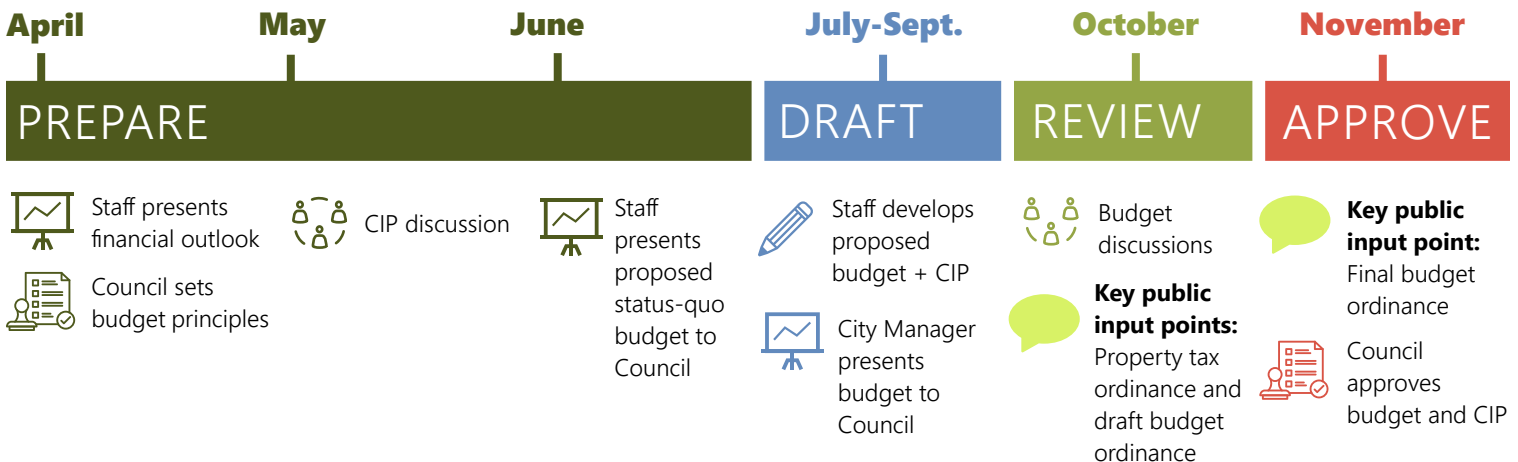 April
May
June
July-Sept.
October
November
PREPARE
DRAFT
REVIEW
APPROVE
Staff presents
financial outlook
Council sets
budget principles
CIP discussion
Staff
presents
proposed
status-quo
budget to
Council
Staff develops
proposed
budget + CIP
City Manager
presents
budget to
Council
Budget
discussions
Key public
input points:
Property tax
ordinance and
draft budget
ordinance
Key public
input point:
Final budget
ordinance
Council
approves
budget and CIP